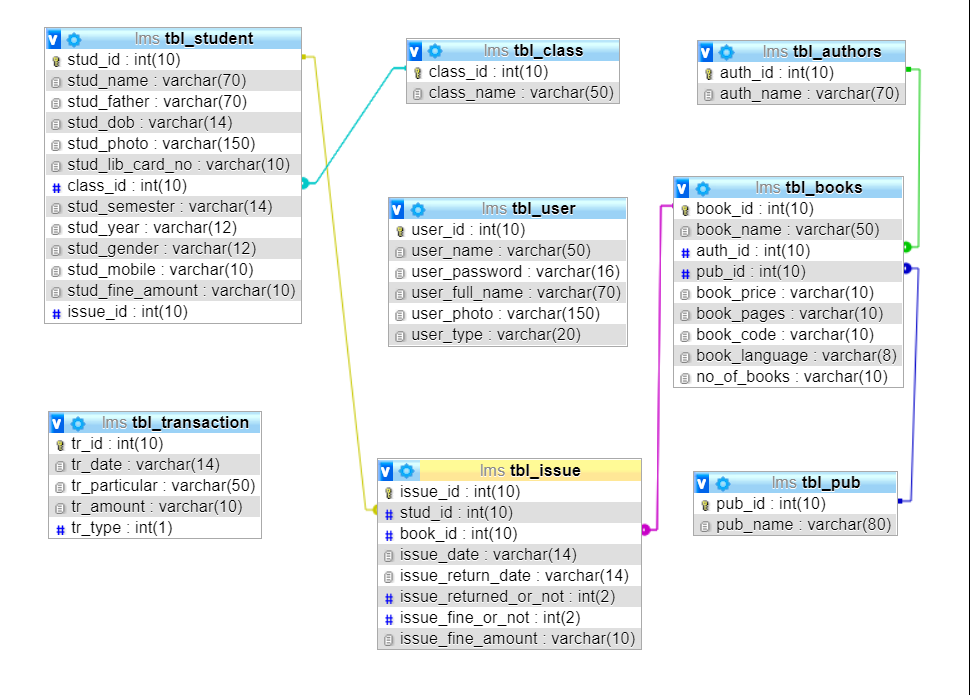 lms tbl_student
stud_id : int(10)
stud_name : varchar(70)
stud_father : varchar(70)
stud_dob : varchar(14)
stud_photo : varchar(150)
stud_lib_card_no : varchar(10)
class_id : int(10)
stud_semester : varchar(14)
stud_year : varchar(12)
stud_gender : varchar(12)
stud_mobile : varchar(10)
stud_fine_amount : varchar(10)
issue_id : int(10)
lms tbl_class
class_id : int(10)
class_name : varchar(50)
lms tbl_authors
auth_id : int(10)
auth_name : varchar(70)
lms tbl_user
user_id : int(10)
user_name : varchar(50)
user_password : varchar(16)
user_full_name : varchar(70)
user_photo : varchar(150)
user_type : varchar(20)
lms tbl_books
book_id : int(10)
book_name : varchar(50)
auth_id : int(10)
pub_id : int(10)
book_price : varchar(10)
book_pages : varchar(10)
book_code : varchar(10)
book_language : varchar(8)
no_of_books : varchar(10)
lms tbl_transaction
tr_id : int(10)
tr_date : varchar(14)
tr_particular : varchar(50)
tr_amount : varchar(10)
tr_type : int(1)
lms tbl_issue
issue_id : int(10)
stud_id : int(10)
book_id : int(10)
issue_date : varchar(14)
issue_return_date : varchar(14)
issue_returned_or_not : int(2)
issue_fine_or_not : int(2)
issue_fine_amount : varchar(10)
lms tbl_pub
pub_id : int(10)
pub_name : varchar(80)